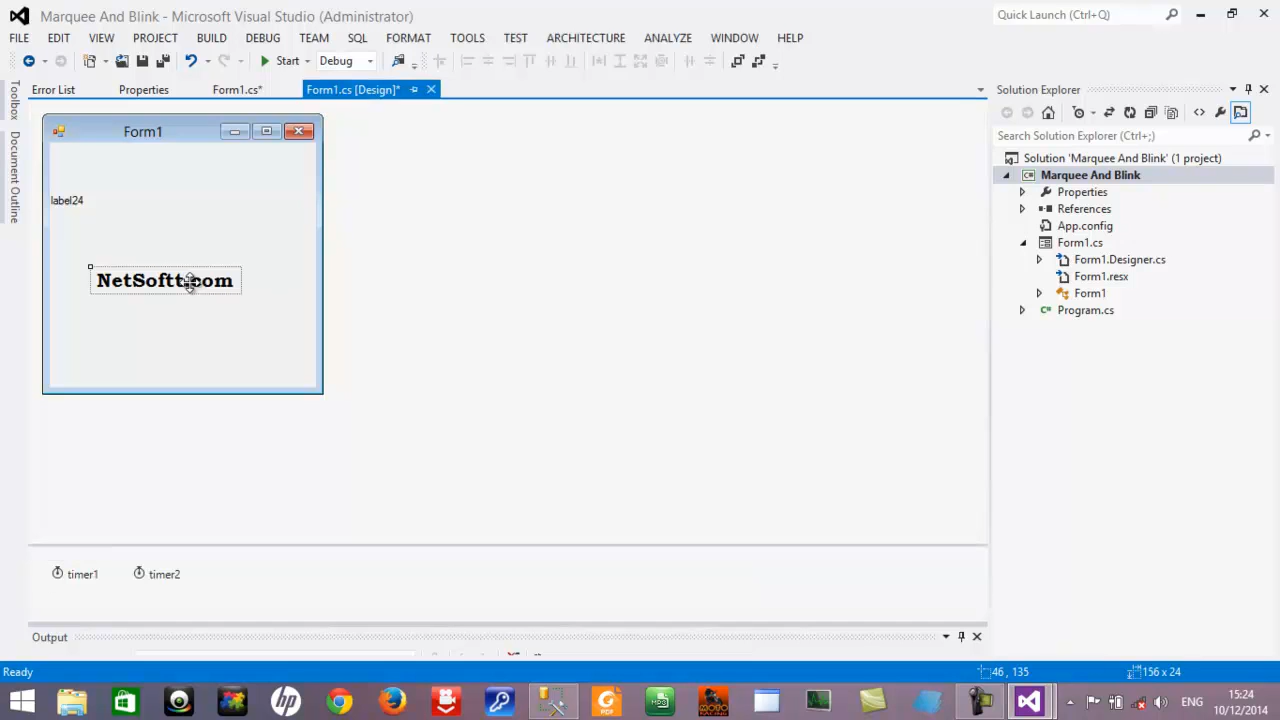 Marquee And Blink - Microsoft Visual Studio (Administrator)
Quick Launch (Ctrl+Q)
FILE EDIT VIEW PROJECT BUILD DEBUG TEAM SQL FORMAT TOOLS TEST ARCHITECTURE ANALYZE WINDOW HELP
Start Debug
Toolbox
Document Outline
Error List Properties Form1.cs* Form1.cs [Design]*
Form1
label24
NetSoftt.com
timer1 timer2
Output
Solution Explorer
Search Solution Explorer (Ctrl+;)
Solution 'Marquee And Blink' (1 project)
Marquee And Blink
Properties
References
App.config
Form1.cs
Form1.Designer.cs
Form1.resx
Form1
Program.cs
Ready 46 , 135 156 x 24
ENG 15:24
10/12/2014